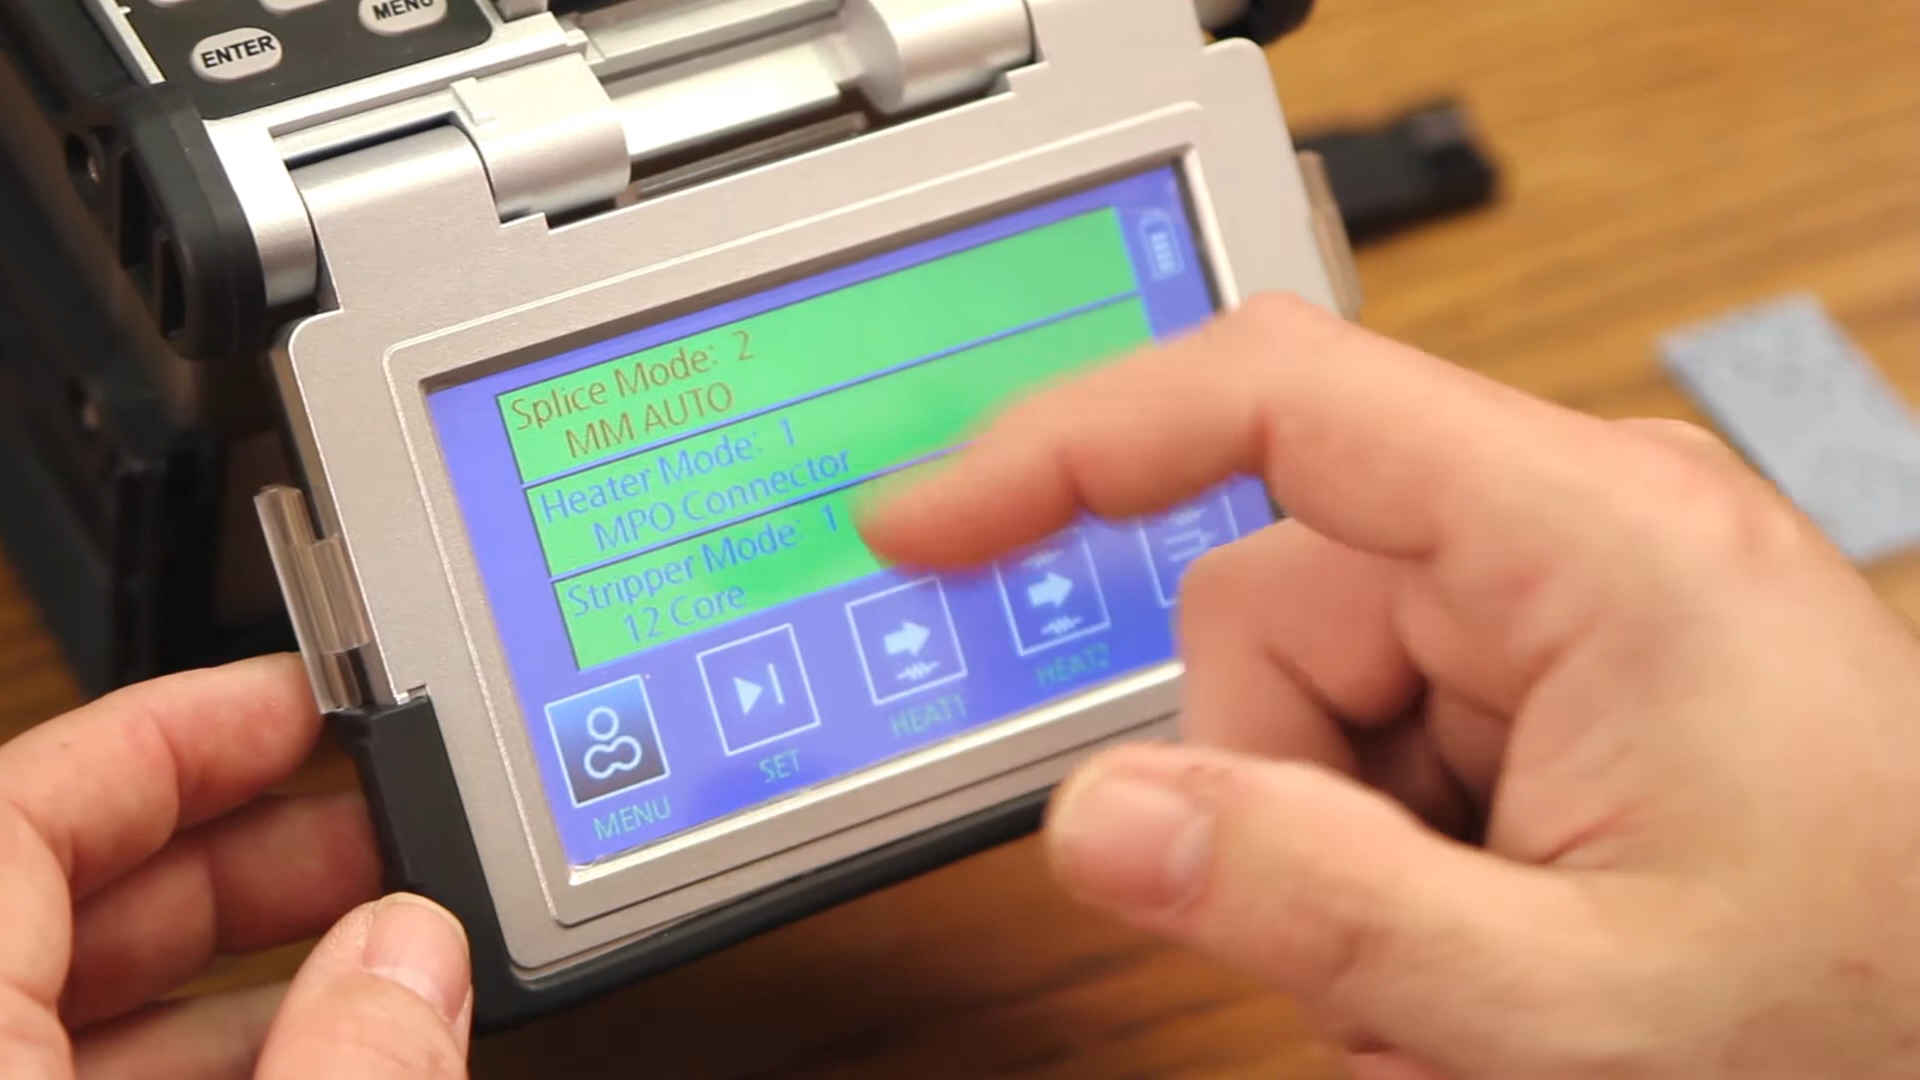 MENU
ENTER
Splice Mode: 2
MM AUTO
Heater Mode: 1
MPO Connector
Stripper Mode: 1
12 Core
MENU
SET
HEAT1
HEAT2